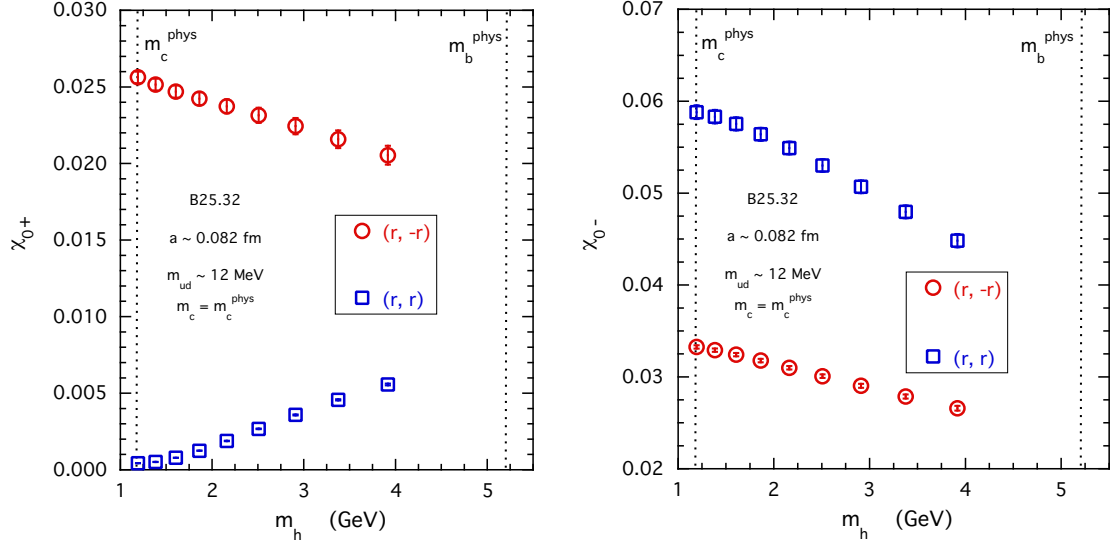 m_c^phys
m_b^phys
0.030
0.025
0.020
0.015
0.010
0.005
0.000
χ_0+
B25.32
a ~ 0.082 fm
m_ud ~ 12 MeV
m_c = m_c^phys
(r, -r)
(r, r)
1 2 3 4 5
m_h (GeV)
m_c^phys
m_b^phys
0.07
0.06
0.05
0.04
0.03
0.02
χ_0-
B25.32
a ~ 0.082 fm
m_ud ~ 12 MeV
m_c = m_c^phys
(r, -r)
(r, r)
1 2 3 4 5
m_h (GeV)